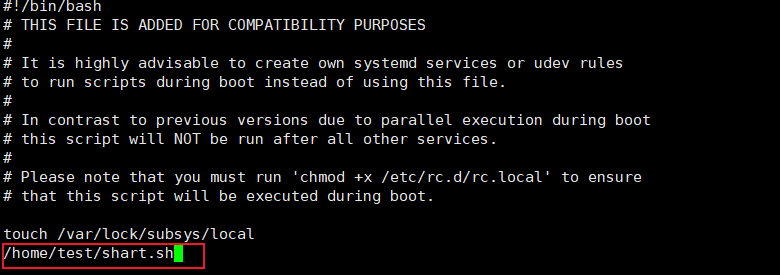 #!/bin/bash
# THIS FILE IS ADDED FOR COMPATIBILITY PURPOSES
#
# It is highly advisable to create own systemd services or udev rules
# to run scripts during boot instead of using this file.
#
# In contrast to previous versions due to parallel execution during boot
# this script will NOT be run after all other services.
#
# Please note that you must run 'chmod +x /etc/rc.d/rc.local' to ensure
# that this script will be executed during boot.
touch /var/lock/subsys/local
/home/test/shart.sh